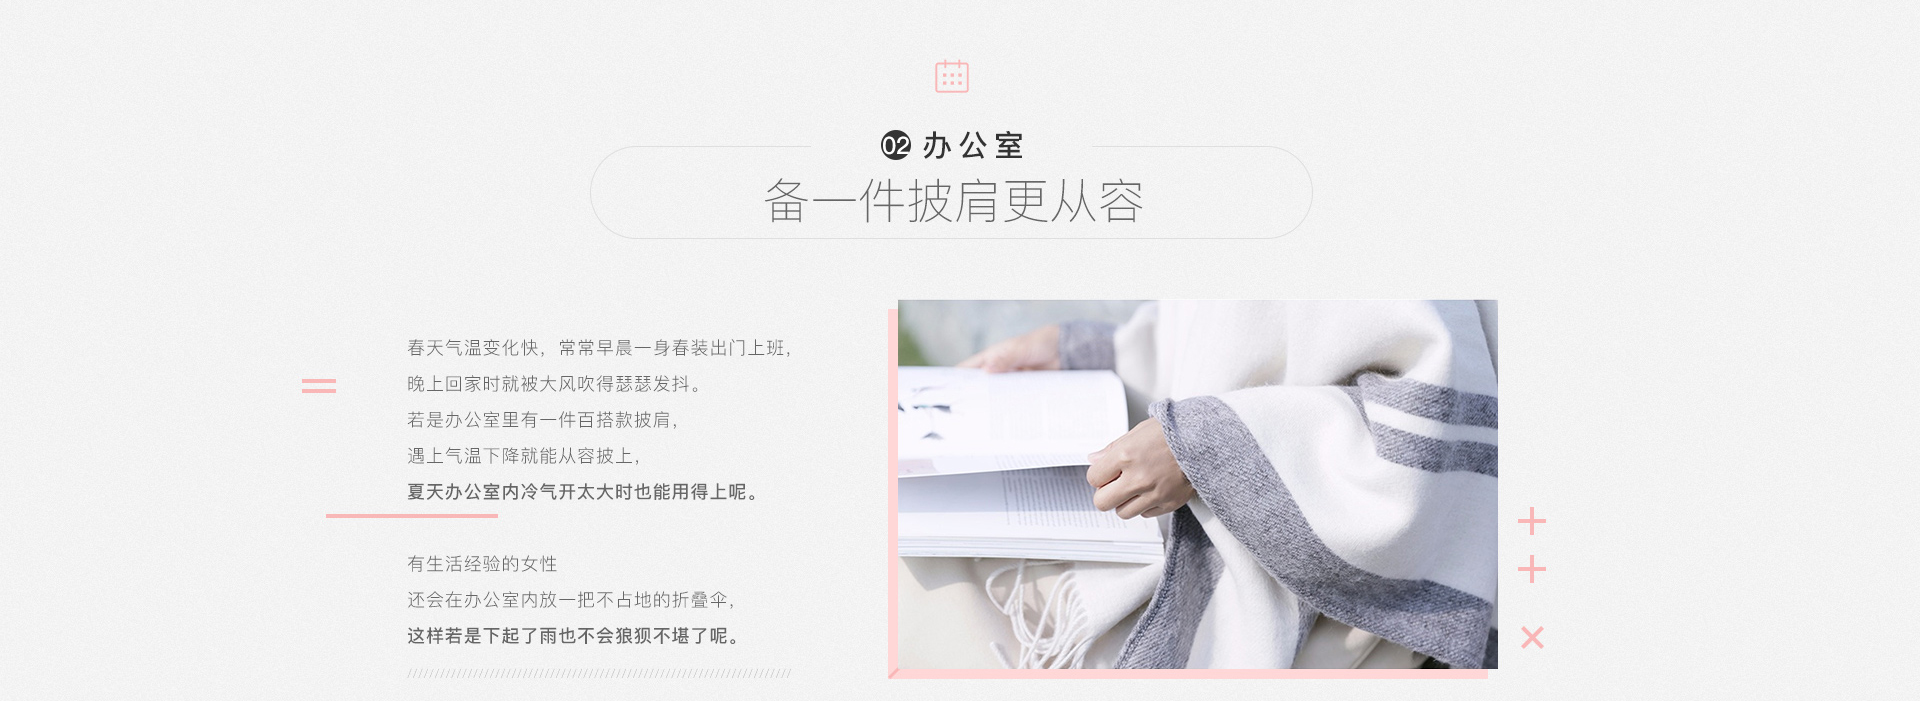 02 办公室
备一件披肩更从容
春天气温变化快，常常早晨一身春装出门上班，
晚上回家时就被大风吹得瑟瑟发抖。
若是办公室里有一件百搭款披肩，
遇上气温下降就能从容披上，
夏天办公室内冷气开太大时也能用得上呢。
有生活经验的女性
还会在办公室内放一把不占地的折叠伞，
这样若是下起了雨也不会狼狈不堪了呢。